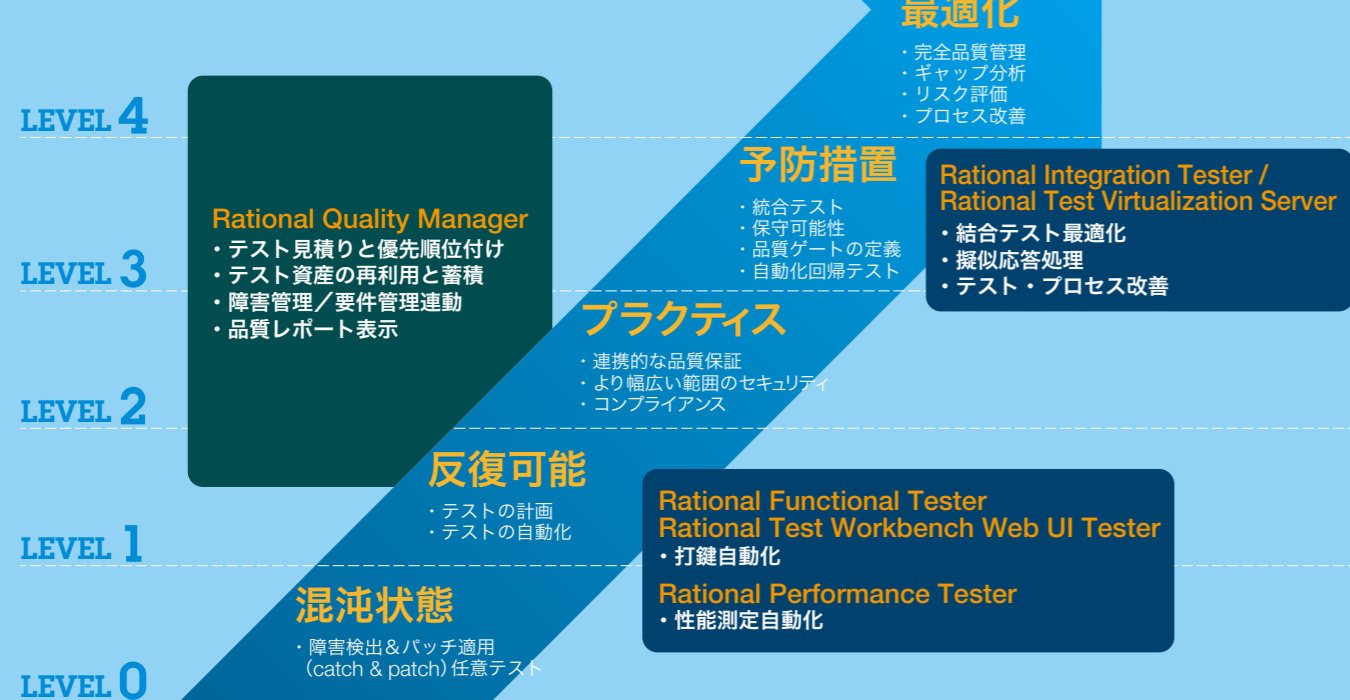 最適化
・完全品質管理
・ギャップ分析
・リスク評価
・プロセス改善
LEVEL 4
予防措置
・統合テスト
・保守可能性
・品質ゲートの定義
・自動化回帰テスト
Rational Integration Tester /
Rational Test Virtualization Server
・結合テスト最適化
・擬似応答処理
・テスト・プロセス改善
Rational Quality Manager
・テスト見積りと優先順位付け
・テスト資産の再利用と蓄積
・障害管理／要件管理連動
・品質レポート表示
LEVEL 3
プラクティス
・連携的な品質保証
・より幅広い範囲のセキュリティ
・コンプライアンス
LEVEL 2
反復可能
・テストの計画
・テストの自動化
Rational Functional Tester
Rational Test Workbench Web UI Tester
・打鍵自動化
Rational Performance Tester
・性能測定自動化
LEVEL 1
混沌状態
・障害検出＆パッチ適用
（catch & patch）任意テスト
LEVEL 0